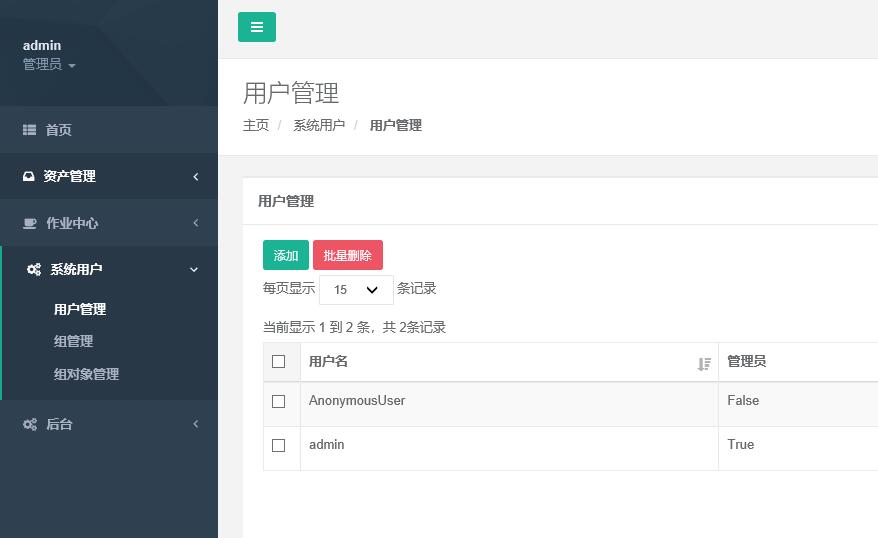 admin
管理员
首页
资产管理
作业中心
系统用户
用户管理
组管理
组对象管理
后台
用户管理
主页 / 系统用户 / 用户管理
用户管理
添加 批量删除
每页显示 15 条记录
当前显示 1 到 2 条，共 2条记录
用户名 管理员
AnonymousUser False
admin True